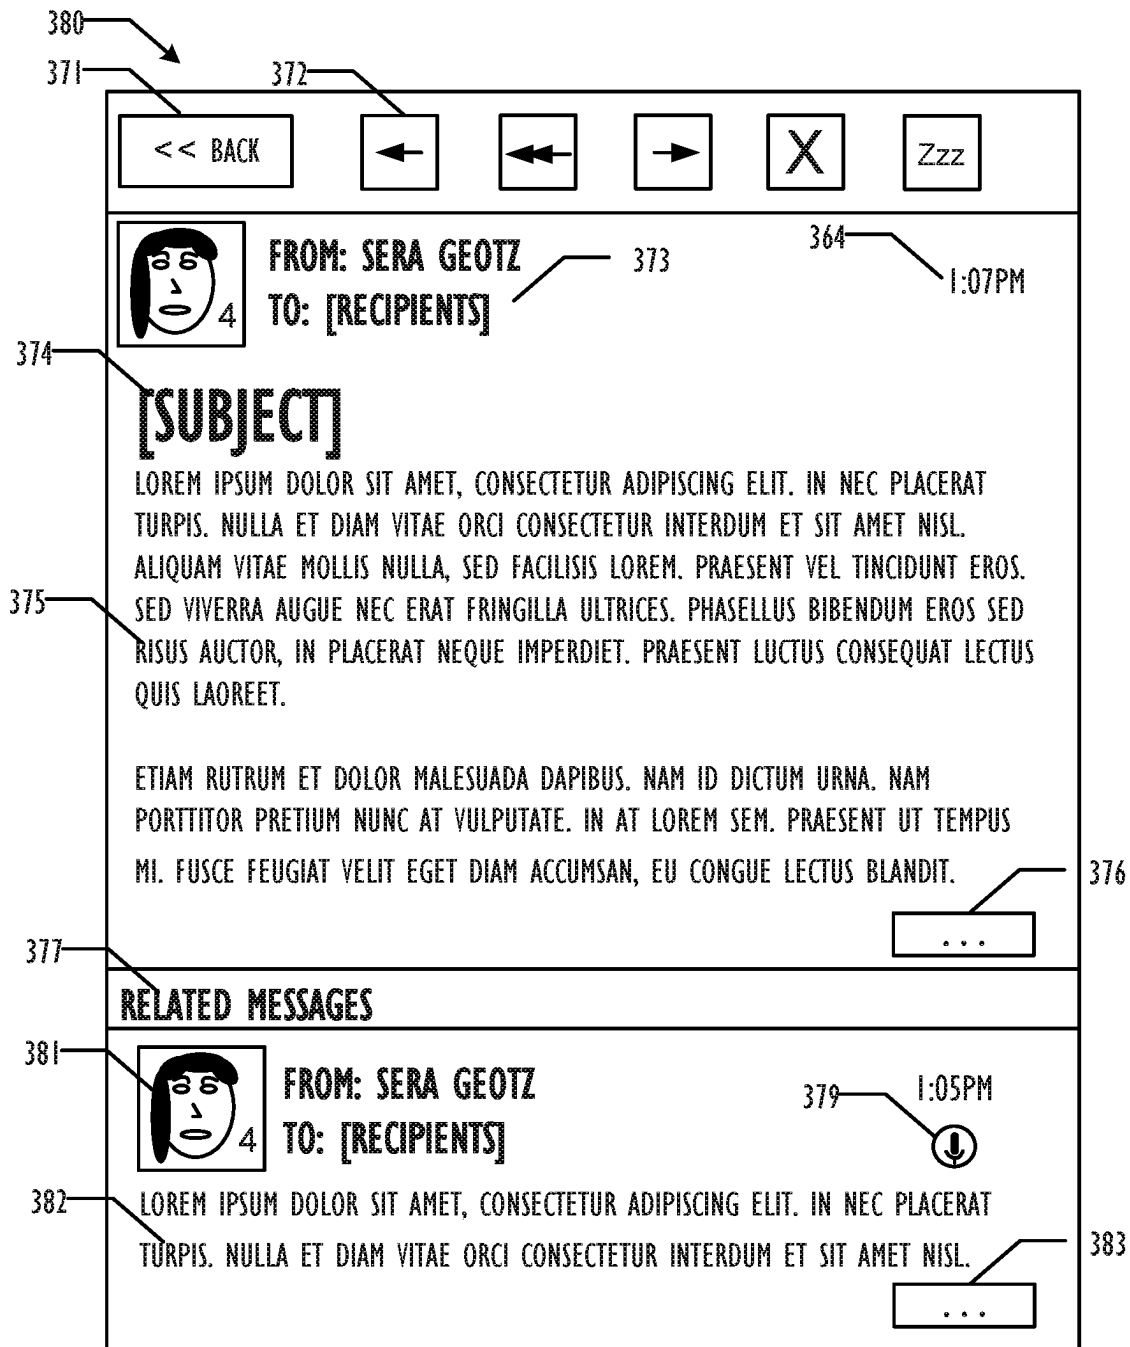 380
371
372
<< BACK
X
Zzz
FROM: SERA GEOTZ
373
364
1:07PM
TO: [RECIPIENTS]
4
374
[SUBJECT]
LOREM IPSUM DOLOR SIT AMET, CONSECTETUR ADIPISCING ELIT. IN NEC PLACERAT
TURPIS. NULLA ET DIAM VITAE ORCI CONSECTETUR INTERDUM ET SIT AMET NISL.
ALIQUAM VITAE MOLLIS NULLA, SED FACILISIS LOREM. PRAESENT VEL TINCIDUNT EROS.
375
SED VIVERRA AUGUE NEC ERAT FRINGILLA ULTRICES. PHASELLUS BIBENDUM EROS SED
RISUS AUCTOR, IN PLACERAT NEQUE IMPERDIET. PRAESENT LUCTUS CONSEQUAT LECTUS
QUIS LAOREET.
ETIAM RUTRUM ET DOLOR MALESUADA DAPIBUS. NAM ID DICTUM URNA. NAM
PORTTITOR PRETIUM NUNC AT VULPUTATE. IN AT LOREM SEM. PRAESENT UT TEMPUS
MI. FUSCE FEUGIAT VELIT EGET DIAM ACCUMSAN, EU CONGUE LECTUS BLANDIT.
376
...
377
RELATED MESSAGES
381
FROM: SERA GEOTZ
379
1:05PM
TO: [RECIPIENTS]
4
382
LOREM IPSUM DOLOR SIT AMET, CONSECTETUR ADIPISCING ELIT. IN NEC PLACERAT
TURPIS. NULLA ET DIAM VITAE ORCI CONSECTETUR INTERDUM ET SIT AMET NISL.
383
...